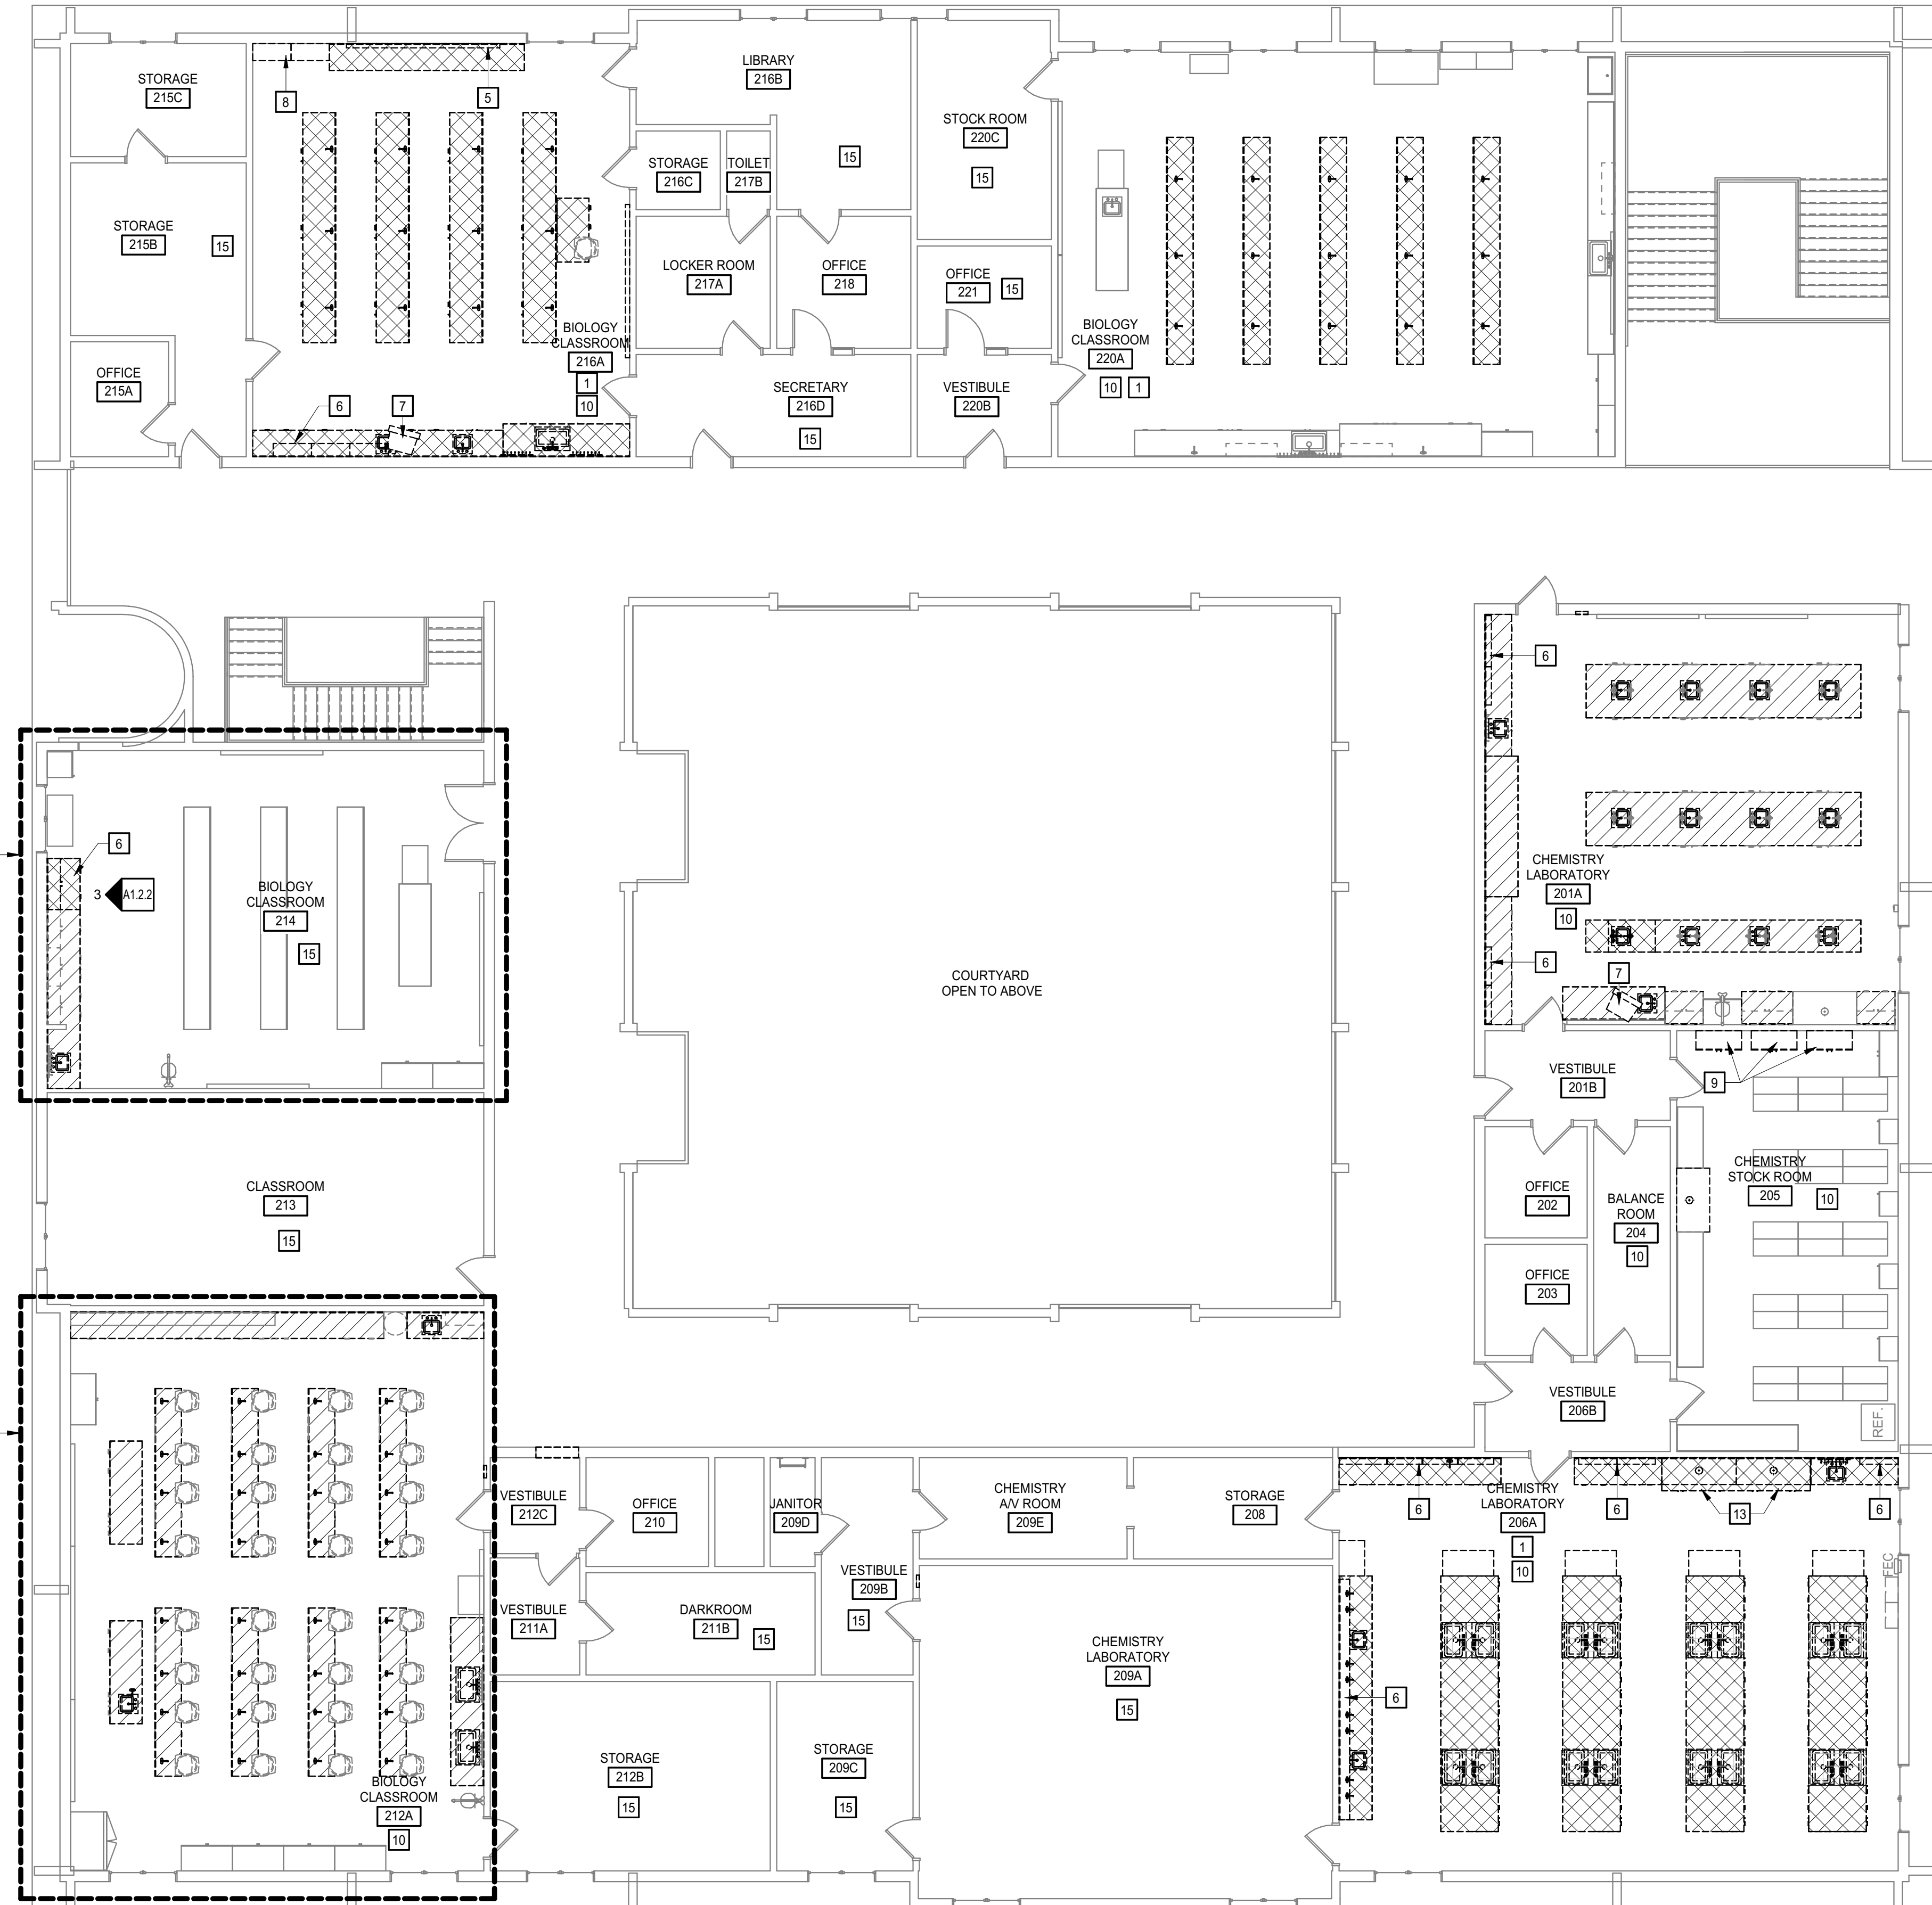 STORAGE
215C
8
5
LIBRARY
216B
STOCK ROOM
220C
15
15
STORAGE
216C
TOILET
217B
STORAGE
215B
15
LOCKER ROOM
217A
OFFICE
218
OFFICE
221
15
BIOLOGY
CLASSROOM
216A
1
10
BIOLOGY
CLASSROOM
220A
10
1
OFFICE
215A
6
7
SECRETARY
216D
15
VESTIBULE
220B
6
6
3
A1.2.2
BIOLOGY
CLASSROOM
214
15
CHEMISTRY
LABORATORY
201A
10
6
7
COURTYARD
OPEN TO ABOVE
VESTIBULE
201B
9
CLASSROOM
213
15
OFFICE
202
BALANCE
ROOM
204
10
CHEMISTRY
STOCK ROOM
205
10
OFFICE
203
VESTIBULE
206B
REF.
VESTIBULE
212C
OFFICE
210
JANITOR
209D
CHEMISTRY
A/V ROOM
209E
STORAGE
208
6
CHEMISTRY
LABORATORY
206A
1
10
6
13
6
FEC
VESTIBULE
211A
DARKROOM
211B
15
VESTIBULE
209B
15
CHEMISTRY
LABORATORY
209A
15
6
BIOLOGY
CLASSROOM
212A
10
STORAGE
212B
15
STORAGE
209C
15